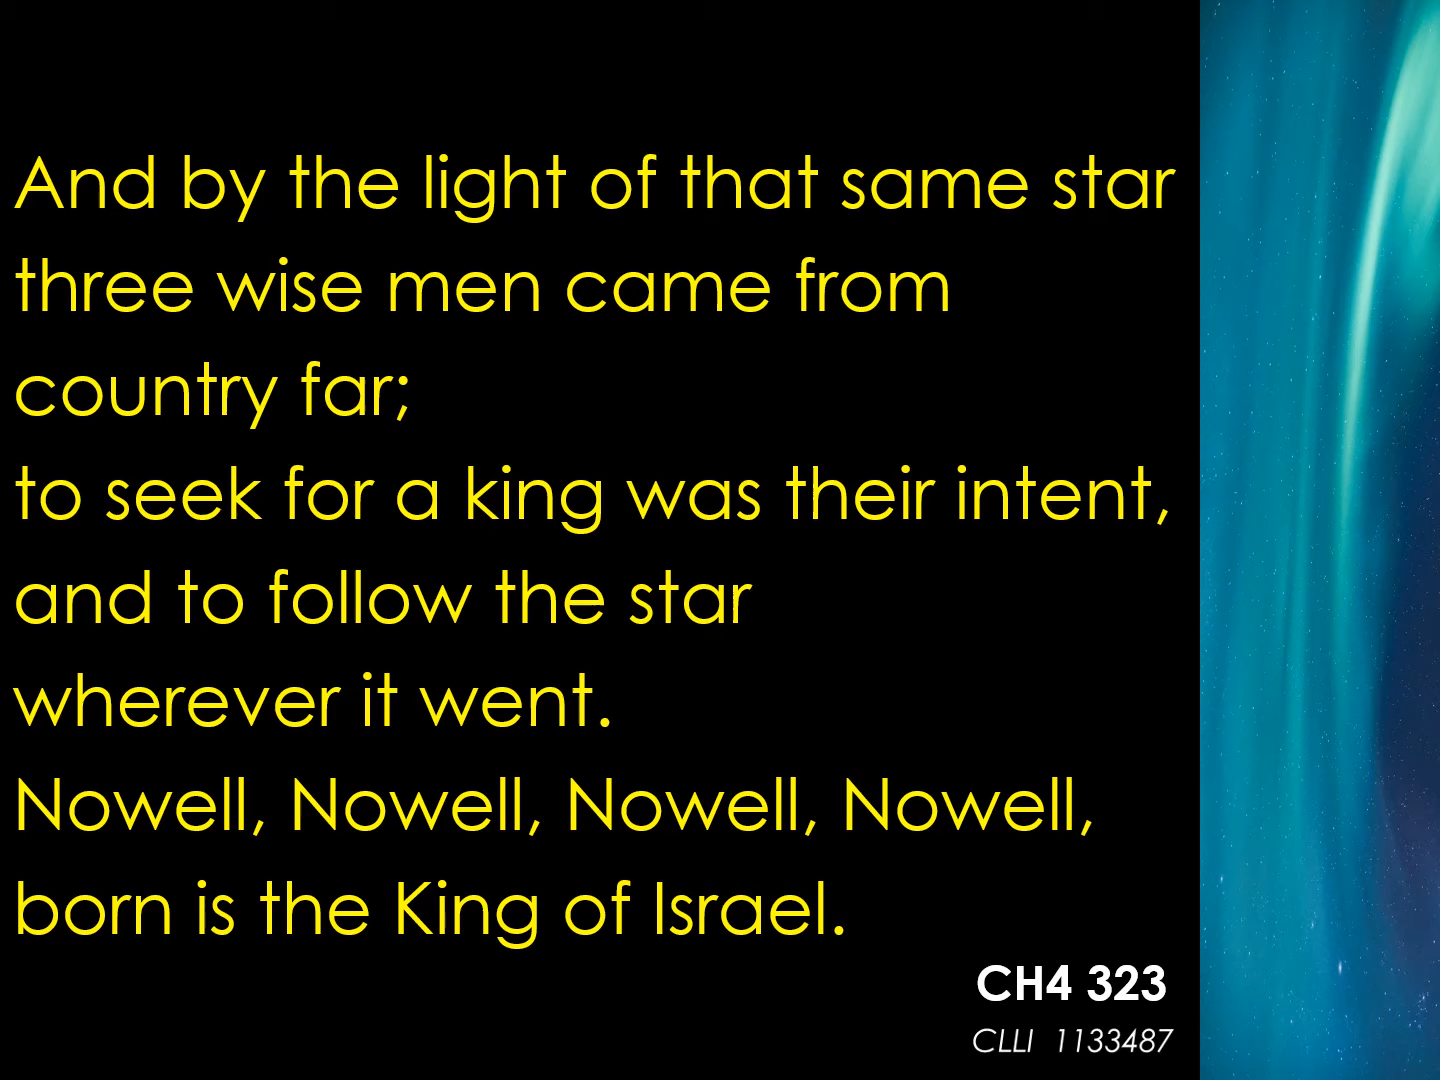 And by the light of that same star
three wise men came from
country far;
to seek for a king was their intent,
and to follow the star
wherever it went.
Nowell, Nowell, Nowell, Nowell,
born is the King of Israel.
CH4 323
CLLI 1133487